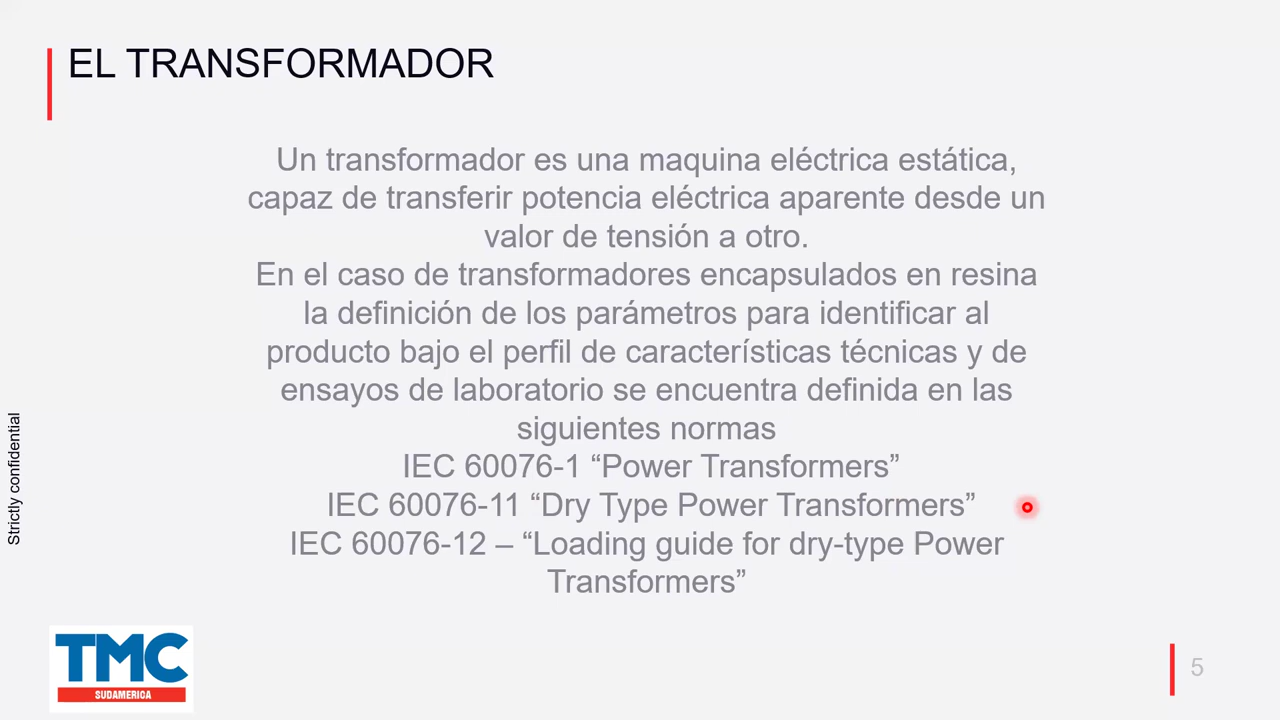 EL TRANSFORMADOR
Un transformador es una maquina eléctrica estática,
capaz de transferir potencia eléctrica aparente desde un
valor de tensión a otro.
En el caso de transformadores encapsulados en resina
la definición de los parámetros para identificar al
producto bajo el perfil de características técnicas y de
ensayos de laboratorio se encuentra definida en las
siguientes normas
IEC 60076-1 “Power Transformers”
IEC 60076-11 “Dry Type Power Transformers”
IEC 60076-12 – “Loading guide for dry-type Power
Transformers”
Strictly confidential
TMC
SUDAMERICA
5